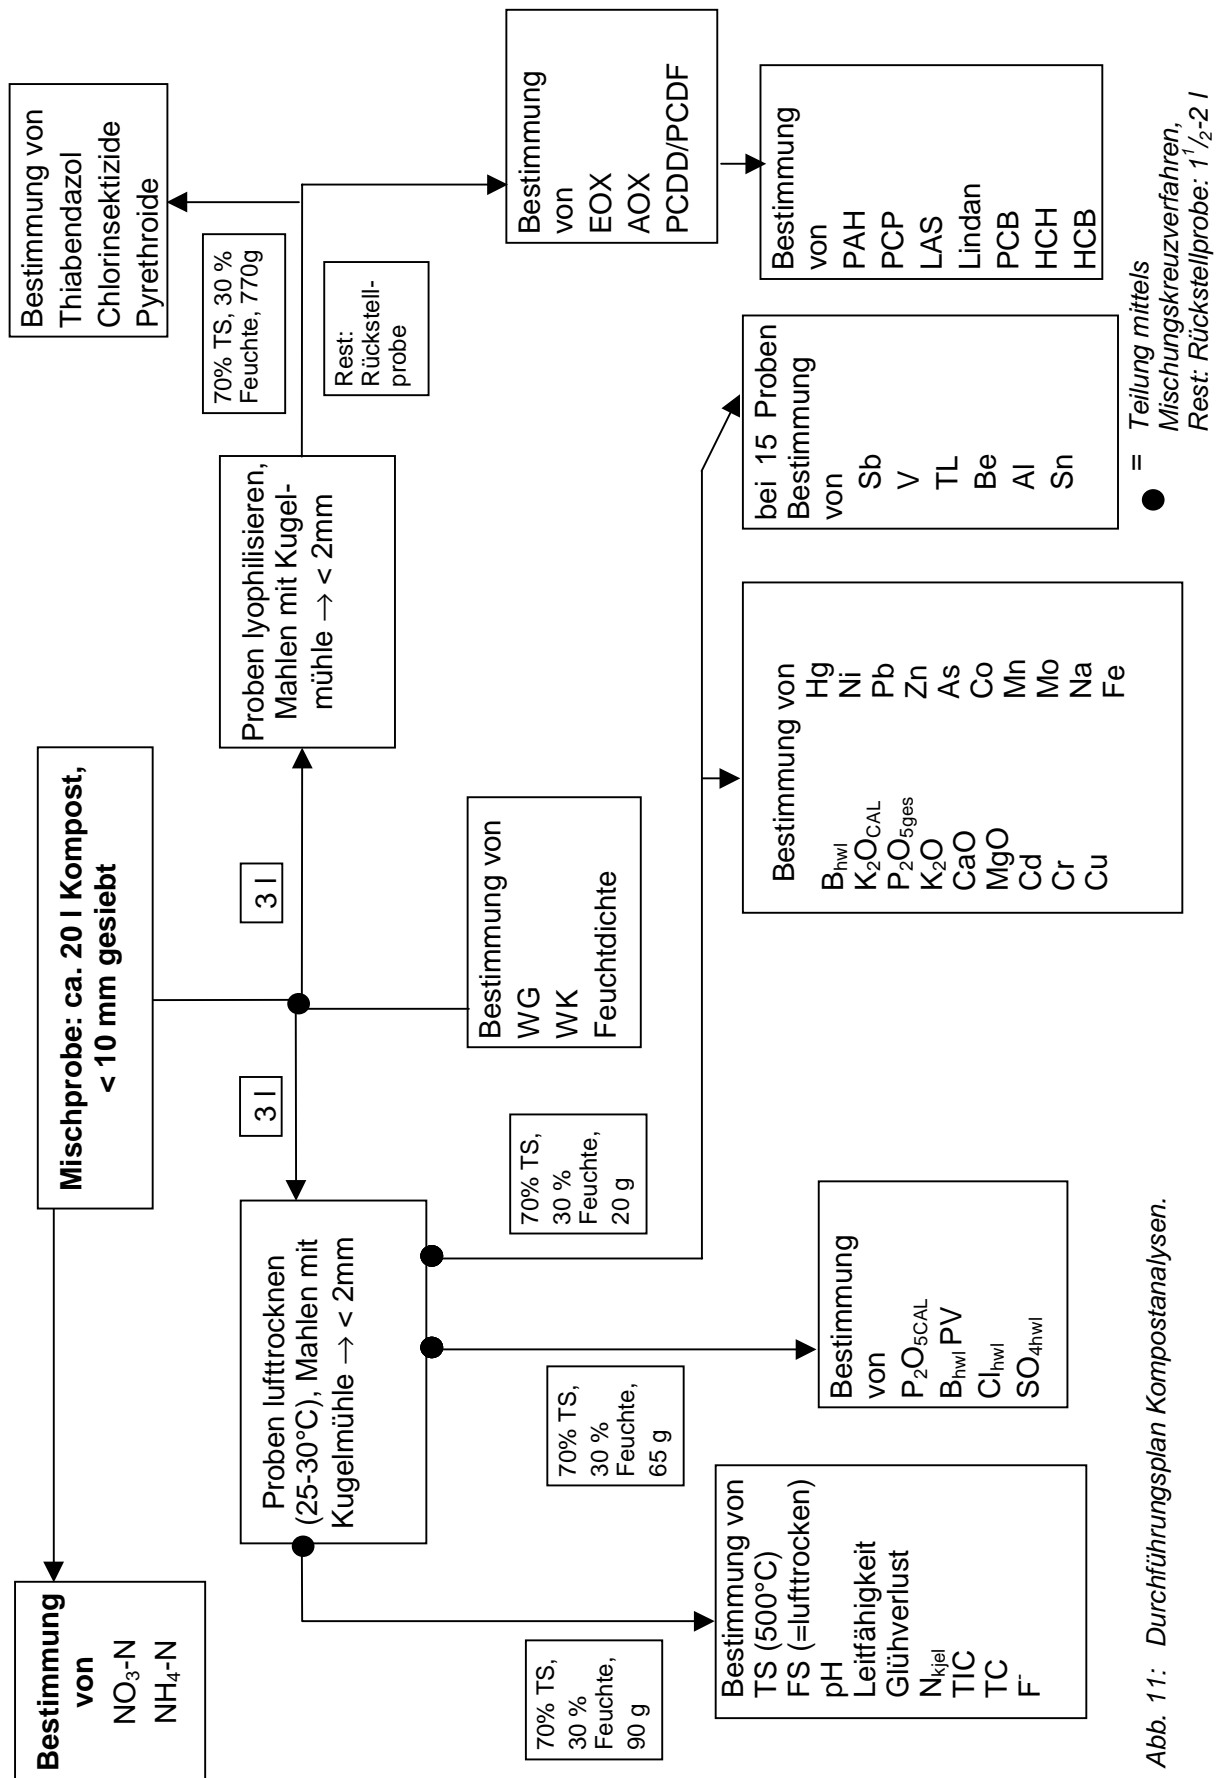 Bestimmung
von
NO₃-N
NH₄-N
Mischprobe: ca. 20 l Kompost,
< 10 mm gesiebt
Bestimmung von
Thiabendazol
Chlorinsektizide
Pyrethroide
3 l
3 l
70% TS, 30 %
Feuchte, 770g
Rest:
Rückstell-
probe
Proben lufttrocknen
(25-30°C), Mahlen mit
Kugelmühle → < 2mm
Proben lyophilisieren,
Mahlen mit Kugel-
mühle → < 2mm
Bestimmung von
WG
WK
Feuchtdichte
Bestimmung
von
EOX
AOX
PCDD/PCDF
70% TS,
30 %
Feuchte,
90 g
70% TS,
30 %
Feuchte,
65 g
70% TS,
30 %
Feuchte,
20 g
Bestimmung von
TS (500°C)
FS (=lufttrocken)
pH
Leitfähigkeit
Glühverlust
Nkjel
TIC
TC
F⁻
Bestimmung
von
P₂O₅CAL
Bhwl PV
Clhwl
SO₄hwl
Bestimmung von
Bhwl
K₂OCAL
P₂O₅ges
K₂O
CaO
MgO
Cd
Cr
Cu
Hg
Ni
Pb
Zn
As
Co
Mn
Mo
Na
Fe
bei 15 Proben
Bestimmung
von
Sb
V
TL
Be
Al
Sn
Bestimmung
von
PAH
PCP
LAS
Lindan
PCB
HCH
HCB
● = Teilung mittels
Mischungskreuzverfahren,
Rest: Rückstellprobe: 1¹/₂-2 l
Abb. 11: Durchführungsplan Kompostanalysen.